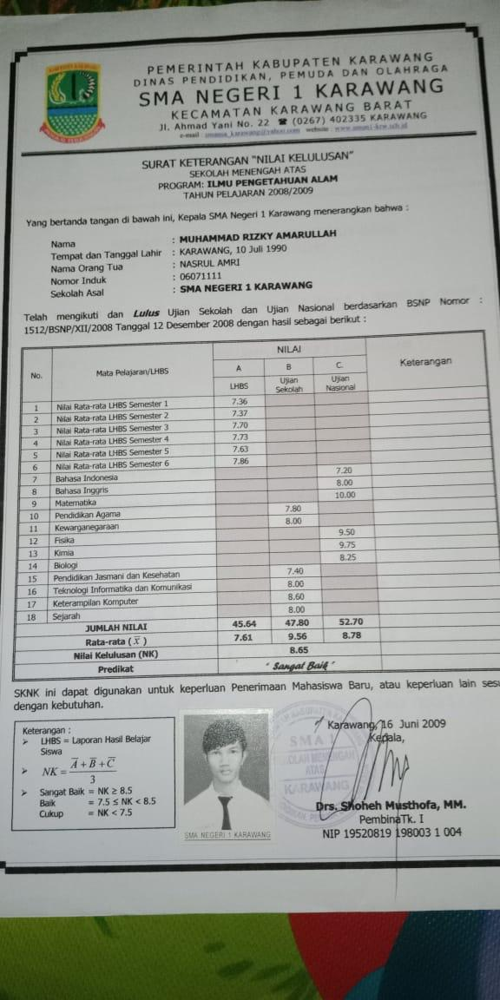 PEMERINTAH KABUPATEN KARAWANG
DINAS PENDIDIKAN, PEMUDA DAN OLAHRAGA
SMA NEGERI 1 KARAWANG
KECAMATAN KARAWANG BARAT
Jl. Ahmad Yani No. 22 ☎ (0267) 402335 KARAWANG
e-mail : website :
SURAT KETERANGAN "NILAI KELULUSAN"
SEKOLAH MENENGAH ATAS
PROGRAM: ILMU PENGETAHUAN ALAM
TAHUN PELAJARAN 2008/2009
Yang bertanda tangan di bawah ini, Kepala SMA Negeri 1 Karawang menerangkan bahwa :
Nama : MUHAMMAD RIZKY AMARULLAH
Tempat dan Tanggal Lahir : KARAWANG, 10 Juli 1990
Nama Orang Tua : NASRUL AMRI
Nomor Induk : 06071111
Sekolah Asal : SMA NEGERI 1 KARAWANG
Telah mengikuti dan Lulus Ujian Sekolah dan Ujian Nasional berdasarkan BSNP Nomor :
1512/BSNP/XII/2008 Tanggal 12 Desember 2008 dengan hasil sebagai berikut :
No. Mata Pelajaran/LHBS NILAI Keterangan
A B C.
LHBS Ujian Sekolah Ujian Nasional
1 Nilai Rata-rata LHBS Semester 1 7.36
2 Nilai Rata-rata LHBS Semester 2 7.37
3 Nilai Rata-rata LHBS Semester 3 7.70
4 Nilai Rata-rata LHBS Semester 4 7.73
5 Nilai Rata-rata LHBS Semester 5 7.63
6 Nilai Rata-rata LHBS Semester 6 7.86
7 Bahasa Indonesia 7.20
8 Bahasa Inggris 8.00
9 Matematika 10.00
10 Pendidikan Agama 7.80
11 Kewarganegaraan 8.00
12 Fisika 9.50
13 Kimia 9.75
14 Biologi 8.25
15 Pendidikan Jasmani dan Kesehatan 7.40
16 Teknologi Informatika dan Komunikasi 8.00
17 Keterampilan Komputer 8.60
18 Sejarah 8.00
JUMLAH NILAI 45.64 47.80 52.70
Rata-rata ( x̅ ) 7.61 9.56 8.78
Nilai Kelulusan (NK) 8.65
Predikat " Sangat Baik "
SKNK ini dapat digunakan untuk keperluan Penerimaan Mahasiswa Baru, atau keperluan lain
dengan kebutuhan.
Keterangan :
➢ LHBS = Laporan Hasil Belajar
Siswa
➢ NK = (A̅ + B̅ + C̅) / 3
➢ Sangat Baik = NK ≥ 8.5
Baik = 7.5 ≤ NK < 8.5
Cukup = NK < 7.5
SMA NEGERI 1 KARAWANG
SMA 1
ATAS
KARAWANG
Karawang, 16 Juni 2009
Kepala,
Drs. Shoheh Musthofa, MM.
PembinaTk. I
NIP 19520819 198003 1 004